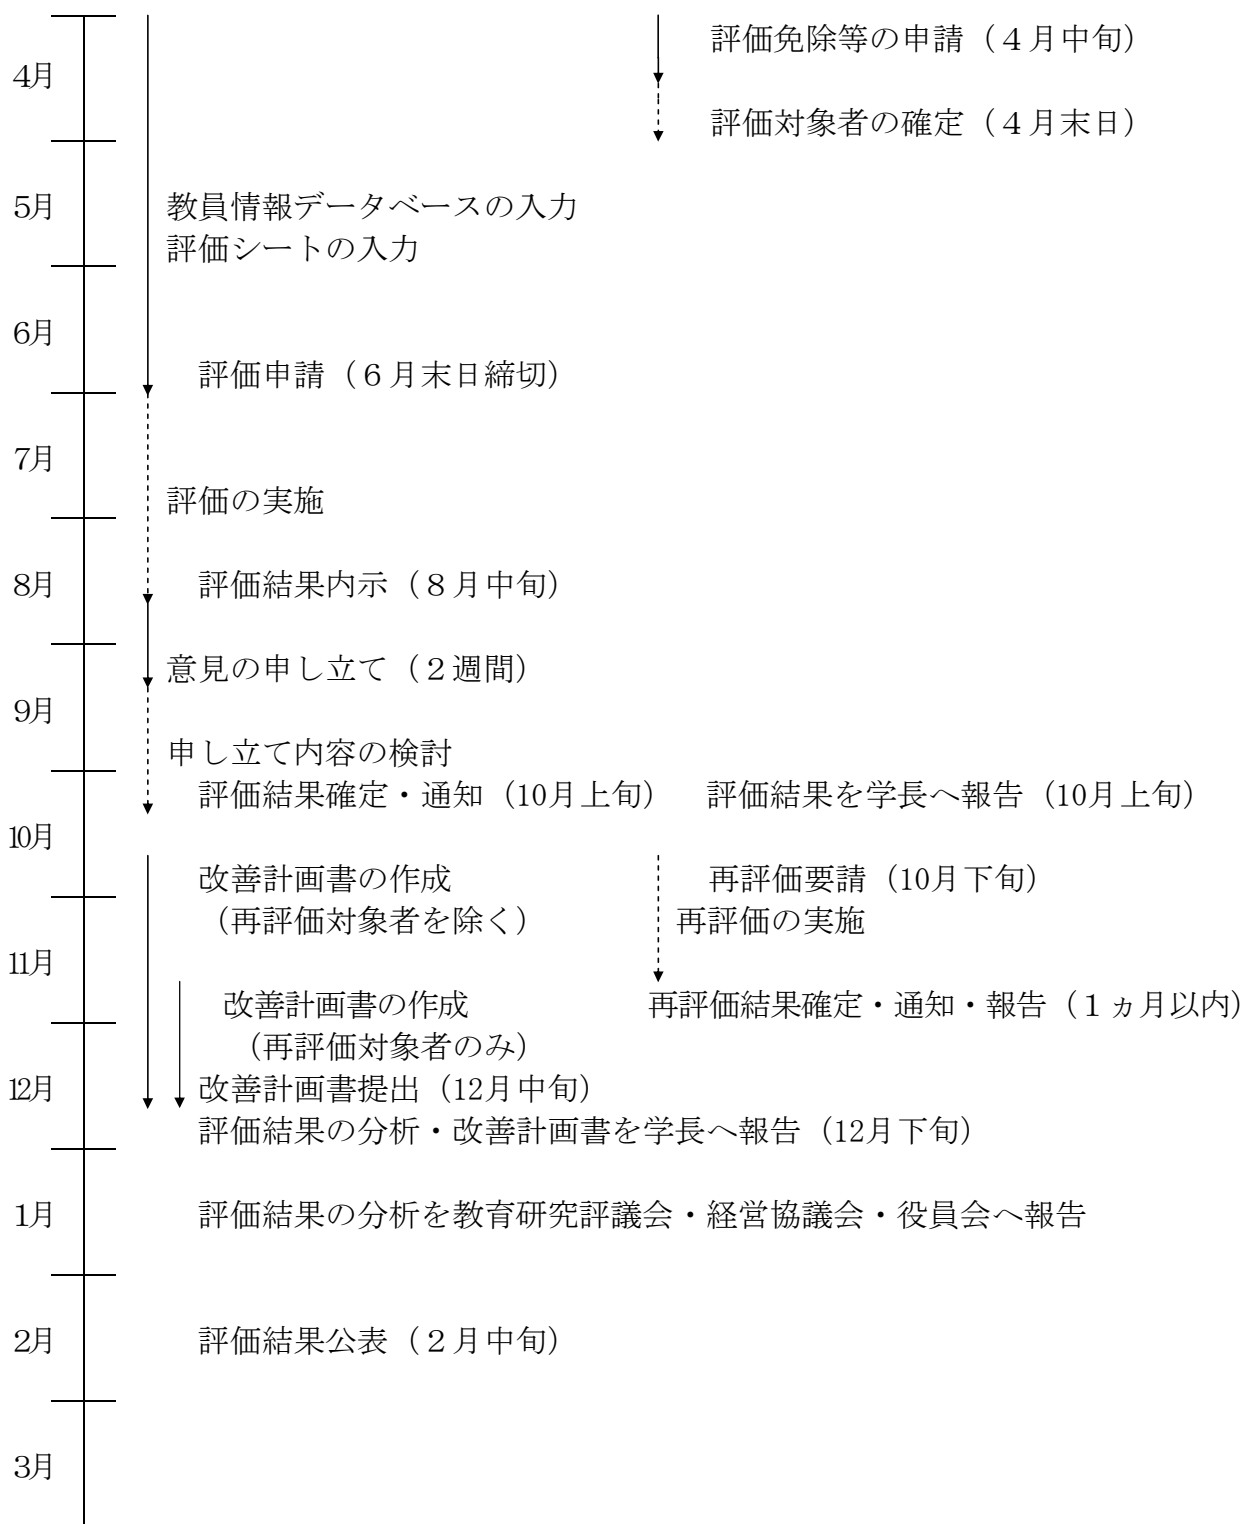 評価免除等の申請（４月中旬）
4月
評価対象者の確定（４月末日）
5月
教員情報データベースの入力
評価シートの入力
6月
評価申請（６月末日締切）
7月
評価の実施
8月
評価結果内示（８月中旬）
意見の申し立て（２週間）
9月
申し立て内容の検討
評価結果確定・通知（10月上旬）
評価結果を学長へ報告（10月上旬）
10月
改善計画書の作成
（再評価対象者を除く）
再評価要請（10月下旬）
再評価の実施
11月
改善計画書の作成
（再評価対象者のみ）
再評価結果確定・通知・報告（１ヵ月以内）
12月
改善計画書提出（12月中旬）
評価結果の分析・改善計画書を学長へ報告（12月下旬）
1月
評価結果の分析を教育研究評議会・経営協議会・役員会へ報告
2月
評価結果公表（２月中旬）
3月